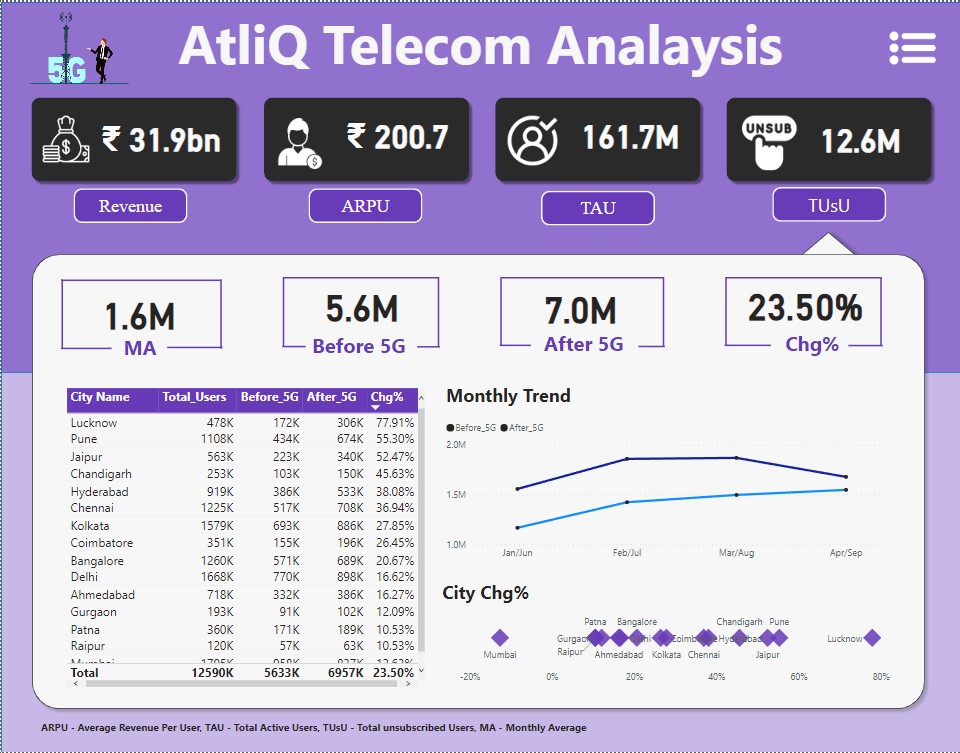 5G
AtliQ Telecom Analaysis
₹ 31.9bn
₹ 200.7
161.7M
UNSUB
12.6M
Revenue
ARPU
TAU
TUsU
1.6M
5.6M
7.0M
23.50%
MA
Before 5G
After 5G
Chg%
City Name Total_Users Before_5G After_5G Chg%
Lucknow 478K 172K 306K 77.91%
Pune 1108K 434K 674K 55.30%
Jaipur 563K 223K 340K 52.47%
Chandigarh 253K 103K 150K 45.63%
Hyderabad 919K 386K 533K 38.08%
Chennai 1225K 517K 708K 36.94%
Kolkata 1579K 693K 886K 27.85%
Coimbatore 351K 155K 196K 26.45%
Bangalore 1260K 571K 689K 20.67%
Delhi 1668K 770K 898K 16.62%
Ahmedabad 718K 332K 386K 16.27%
Gurgaon 193K 91K 102K 12.09%
Patna 360K 171K 189K 10.53%
Raipur 120K 57K 63K 10.53%
Mumbai
Total 12590K 5633K 6957K 23.50%
Monthly Trend
Before_5G After_5G
2.0M
1.5M
1.0M
Jan/Jun Feb/Jul Mar/Aug Apr/Sep
City Chg%
Patna Bangalore Chandigarh Pune
Gurgaon Delhi Coimbatore Hyderabad Lucknow
Raipur
Mumbai Ahmedabad Kolkata Chennai Jaipur
-20% 0% 20% 40% 60% 80%
ARPU - Average Revenue Per User, TAU - Total Active Users, TUsU - Total unsubscribed Users, MA - Monthly Average